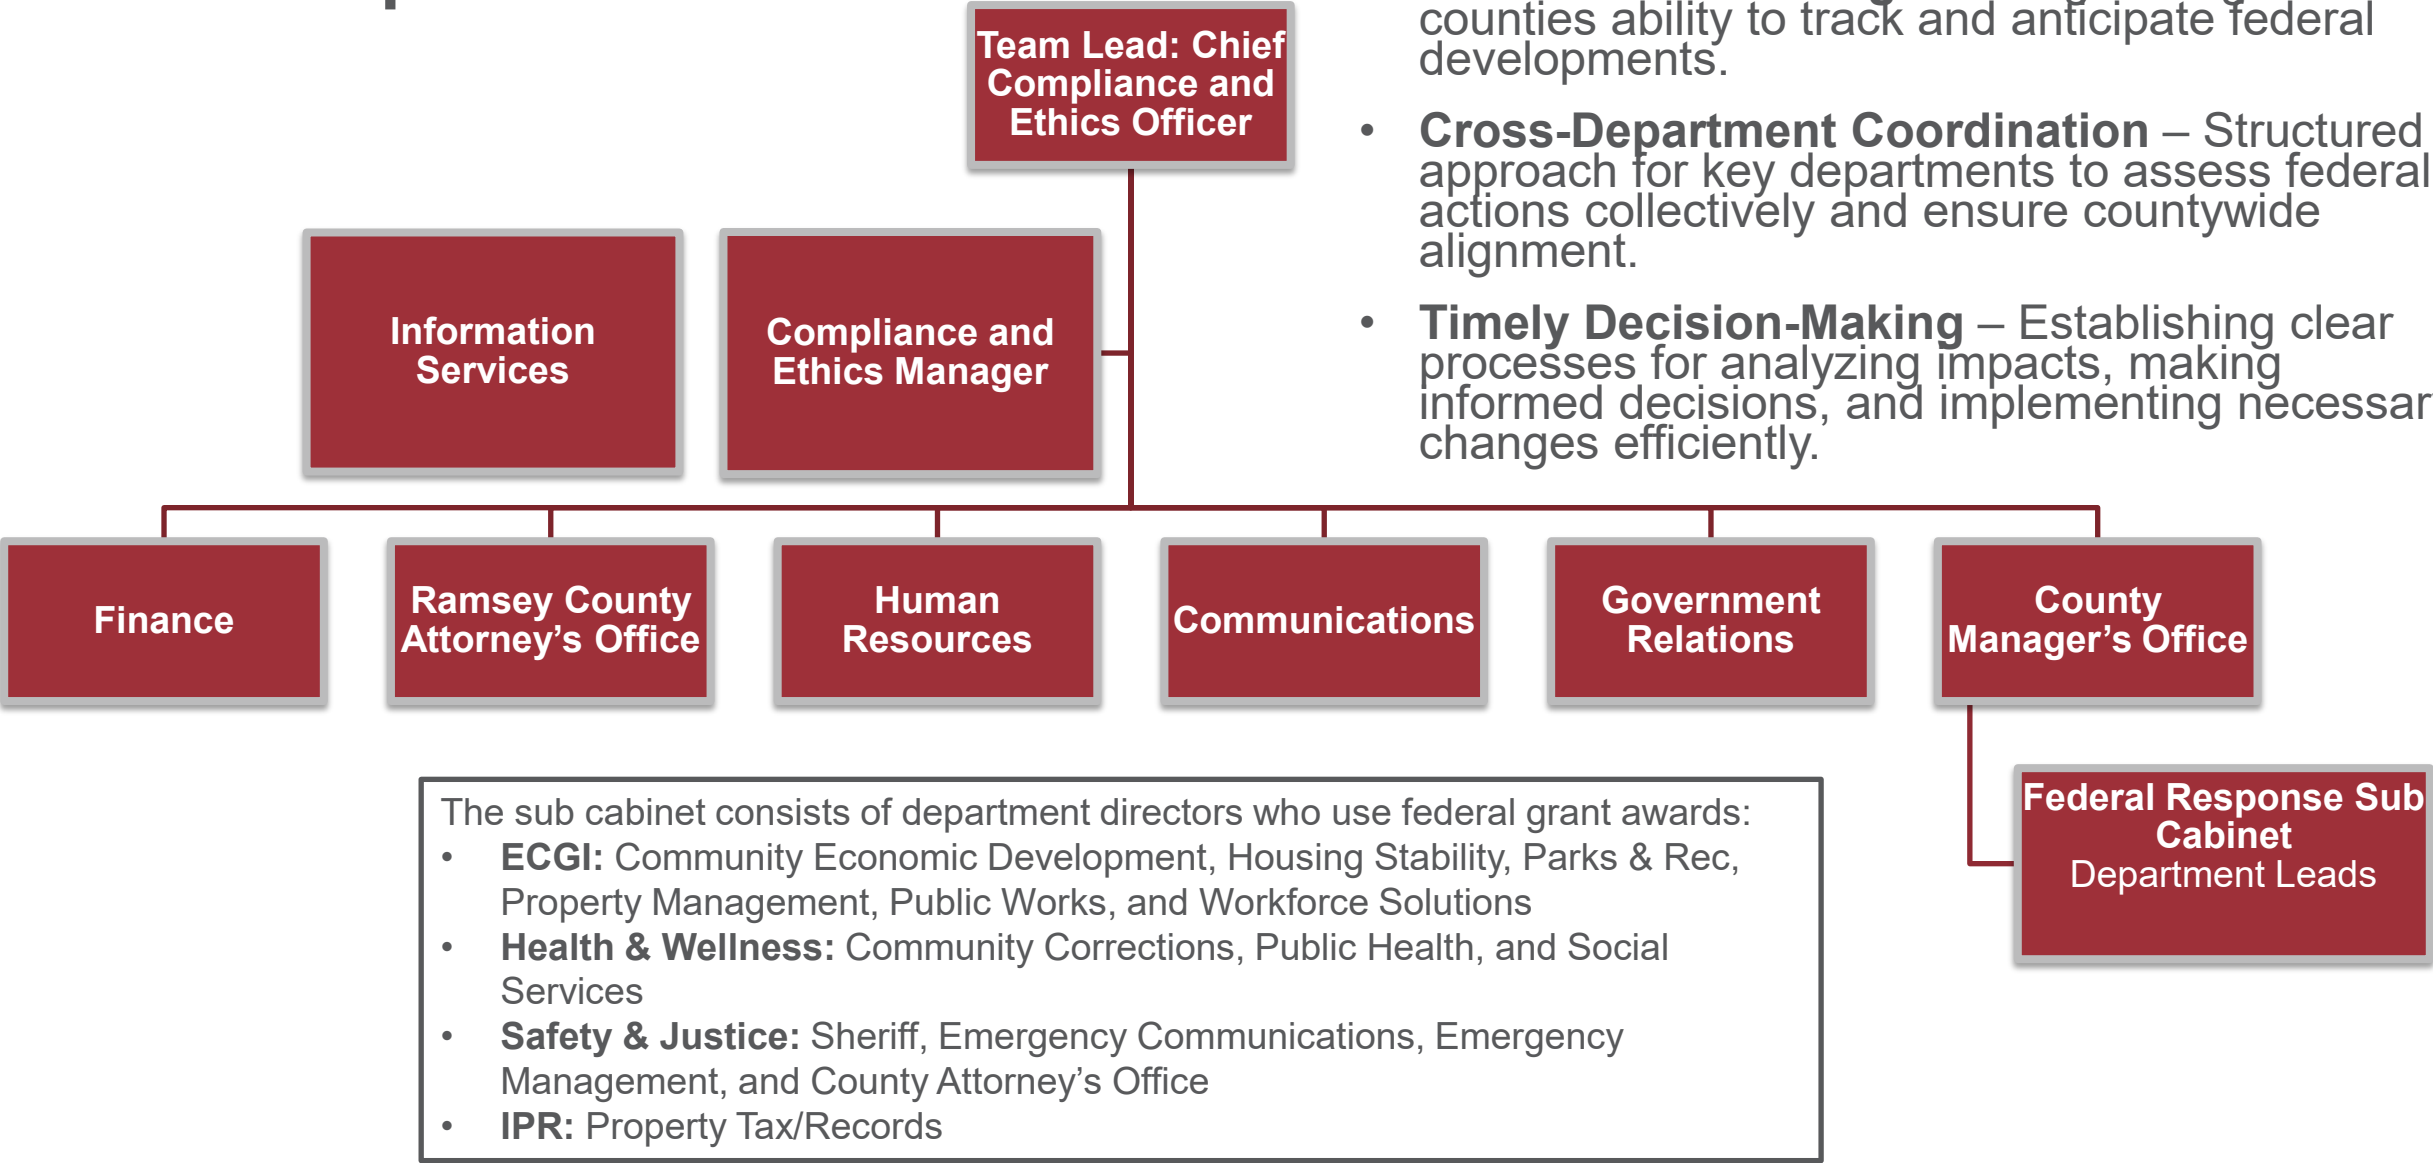 Team Lead: Chief
Compliance and
Ethics Officer
counties ability to track and anticipate federal
developments.
• Cross-Department Coordination – Structured
approach for key departments to assess federal
actions collectively and ensure countywide
alignment.
• Timely Decision-Making – Establishing clear
processes for analyzing impacts, making
informed decisions, and implementing
changes efficiently.
Information
Services
Compliance and
Ethics Manager
Finance
Ramsey County
Attorney’s Office
Human
Resources
Communications
Government
Relations
County
Manager’s Office
Federal Response Sub
Cabinet
Department Leads
The sub cabinet consists of department directors who use federal grant awards:
• ECGI: Community Economic Development, Housing Stability, Parks & Rec,
Property Management, Public Works, and Workforce Solutions
• Health & Wellness: Community Corrections, Public Health, and Social
Services
• Safety & Justice: Sheriff, Emergency Communications, Emergency
Management, and County Attorney’s Office
• IPR: Property Tax/Records